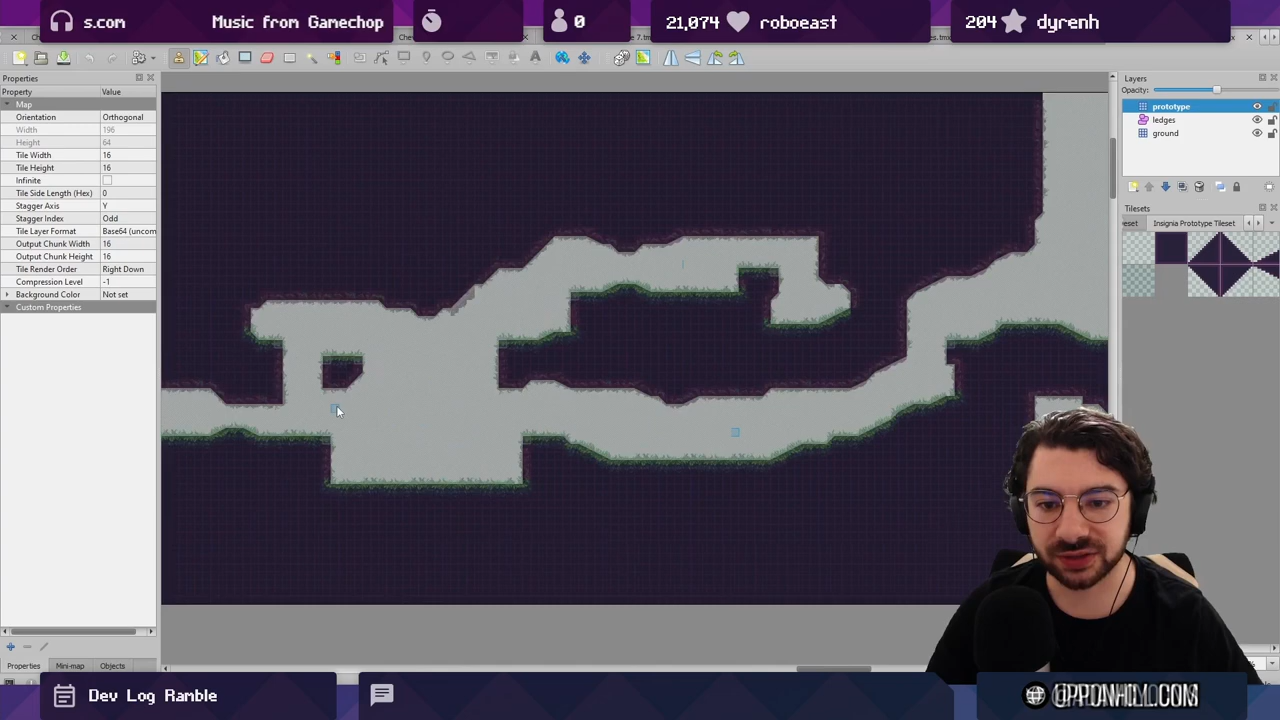 s.com
Music from Gamechop
0
21,074
roboeast
204
dyrenh
Properties
Property
Value
Map
Orientation
Orthogonal
Width
196
Height
64
Tile Width
16
Tile Height
16
Infinite
Tile Side Length (Hex)
0
Stagger Axis
Y
Stagger Index
Odd
Tile Layer Format
Base64 (uncom
Output Chunk Width
16
Output Chunk Height
16
Tile Render Order
Right Down
Compression Level
-1
Background Color
Not set
Custom Properties
Properties
Mini-map
Objects
Layers
Opacity:
prototype
ledges
ground
Tilesets
eset
Insignia Prototype Tileset
Dev Log Ramble